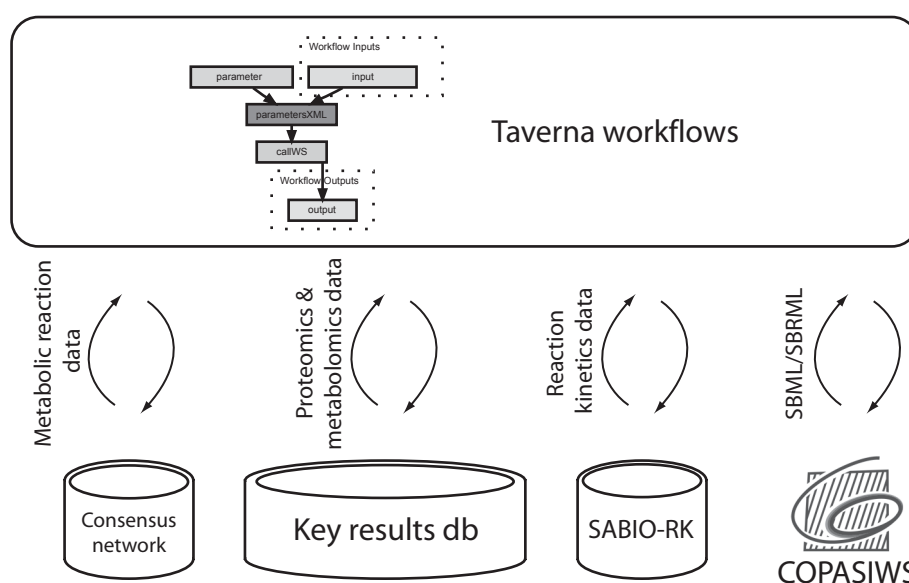 Workflow Inputs
parameter
input
parametersXML
callWS
Workflow Outputs
output
Taverna workflows
Metabolic reaction
data
Proteomics &
metabolomics data
Reaction
kinetics data
SBML/SBRML
Consensus
network
Key results db
SABIO-RK
COPASIWS